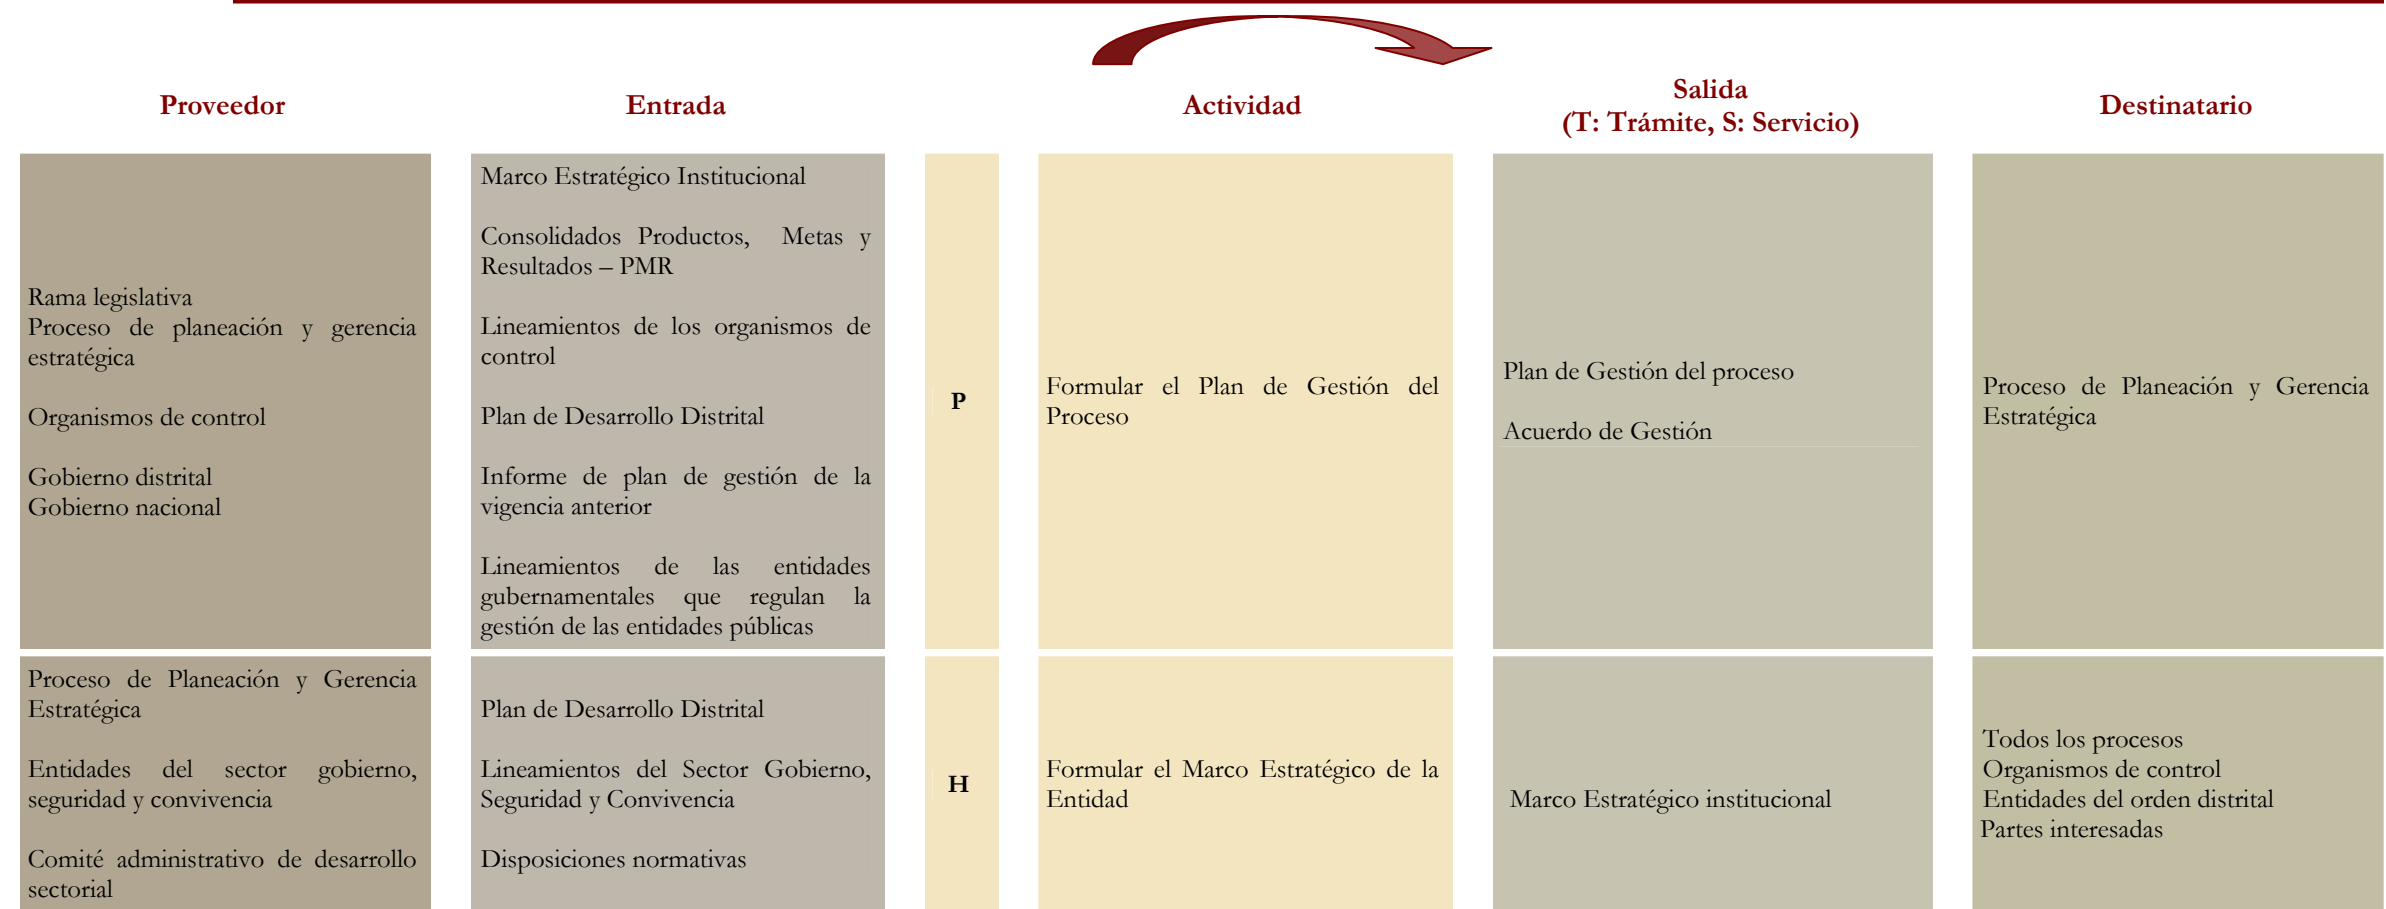 Proveedor
Entrada
Actividad
Salida
(T: Trámite, S: Servicio)
Destinatario
Rama legislativa
Proceso de planeación y gerencia
estratégica
Organismos de control
Gobierno distrital
Gobierno nacional
Marco Estratégico Institucional
Consolidados Productos, Metas y
Resultados – PMR
Lineamientos de los organismos de
control
Plan de Desarrollo Distrital
Informe de plan de gestión de la
vigencia anterior
Lineamientos de las entidades
gubernamentales que regulan la
gestión de las entidades públicas
P
Formular el Plan de Gestión del
Proceso
Plan de Gestión del proceso
Acuerdo de Gestión
Proceso de Planeación y Gerencia
Estratégica
Proceso de Planeación y Gerencia
Estratégica
Entidades del sector gobierno,
seguridad y convivencia
Comité administrativo de desarrollo
sectorial
Plan de Desarrollo Distrital
Lineamientos del Sector Gobierno,
Seguridad y Convivencia
Disposiciones normativas
H
Formular el Marco Estratégico de la
Entidad
Marco Estratégico institucional
Todos los procesos
Organismos de control
Entidades del orden distrital
Partes interesadas